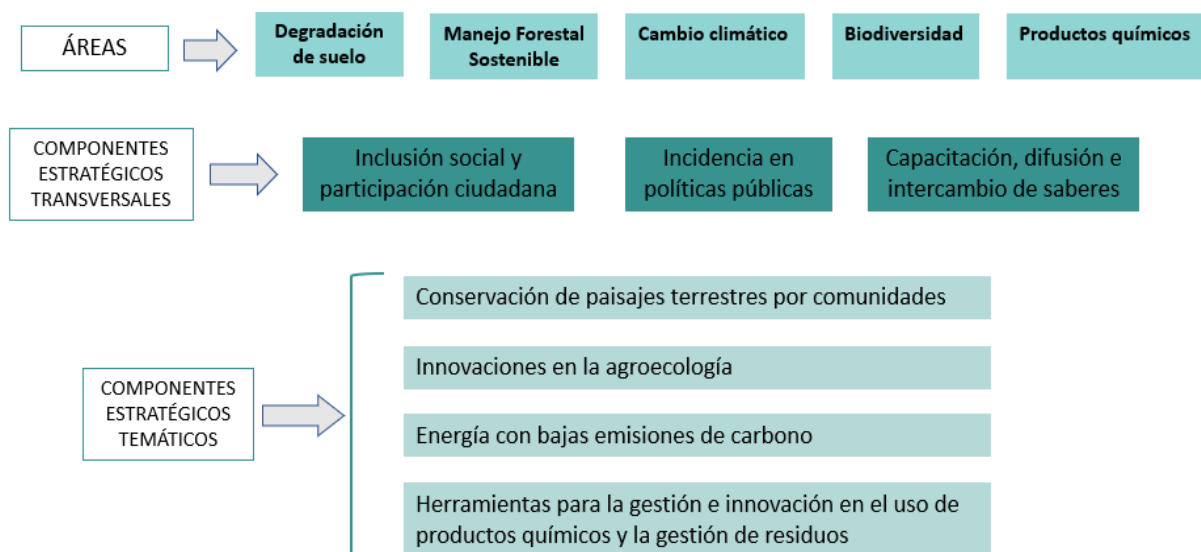 ÁREAS
Degradación
de suelo
Manejo Forestal
Sostenible
Cambio climático
Biodiversidad
Productos químicos
COMPONENTES
ESTRATÉGICOS
TRANSVERSALES
Inclusión social y
participación ciudadana
Incidencia en
políticas públicas
Capacitación, difusión e
intercambio de saberes
COMPONENTES
ESTRATÉGICOS
TEMÁTICOS
Conservación de paisajes terrestres por comunidades
Innovaciones en la agroecología
Energía con bajas emisiones de carbono
Herramientas para la gestión e innovación en el uso de
productos químicos y la gestión de residuos